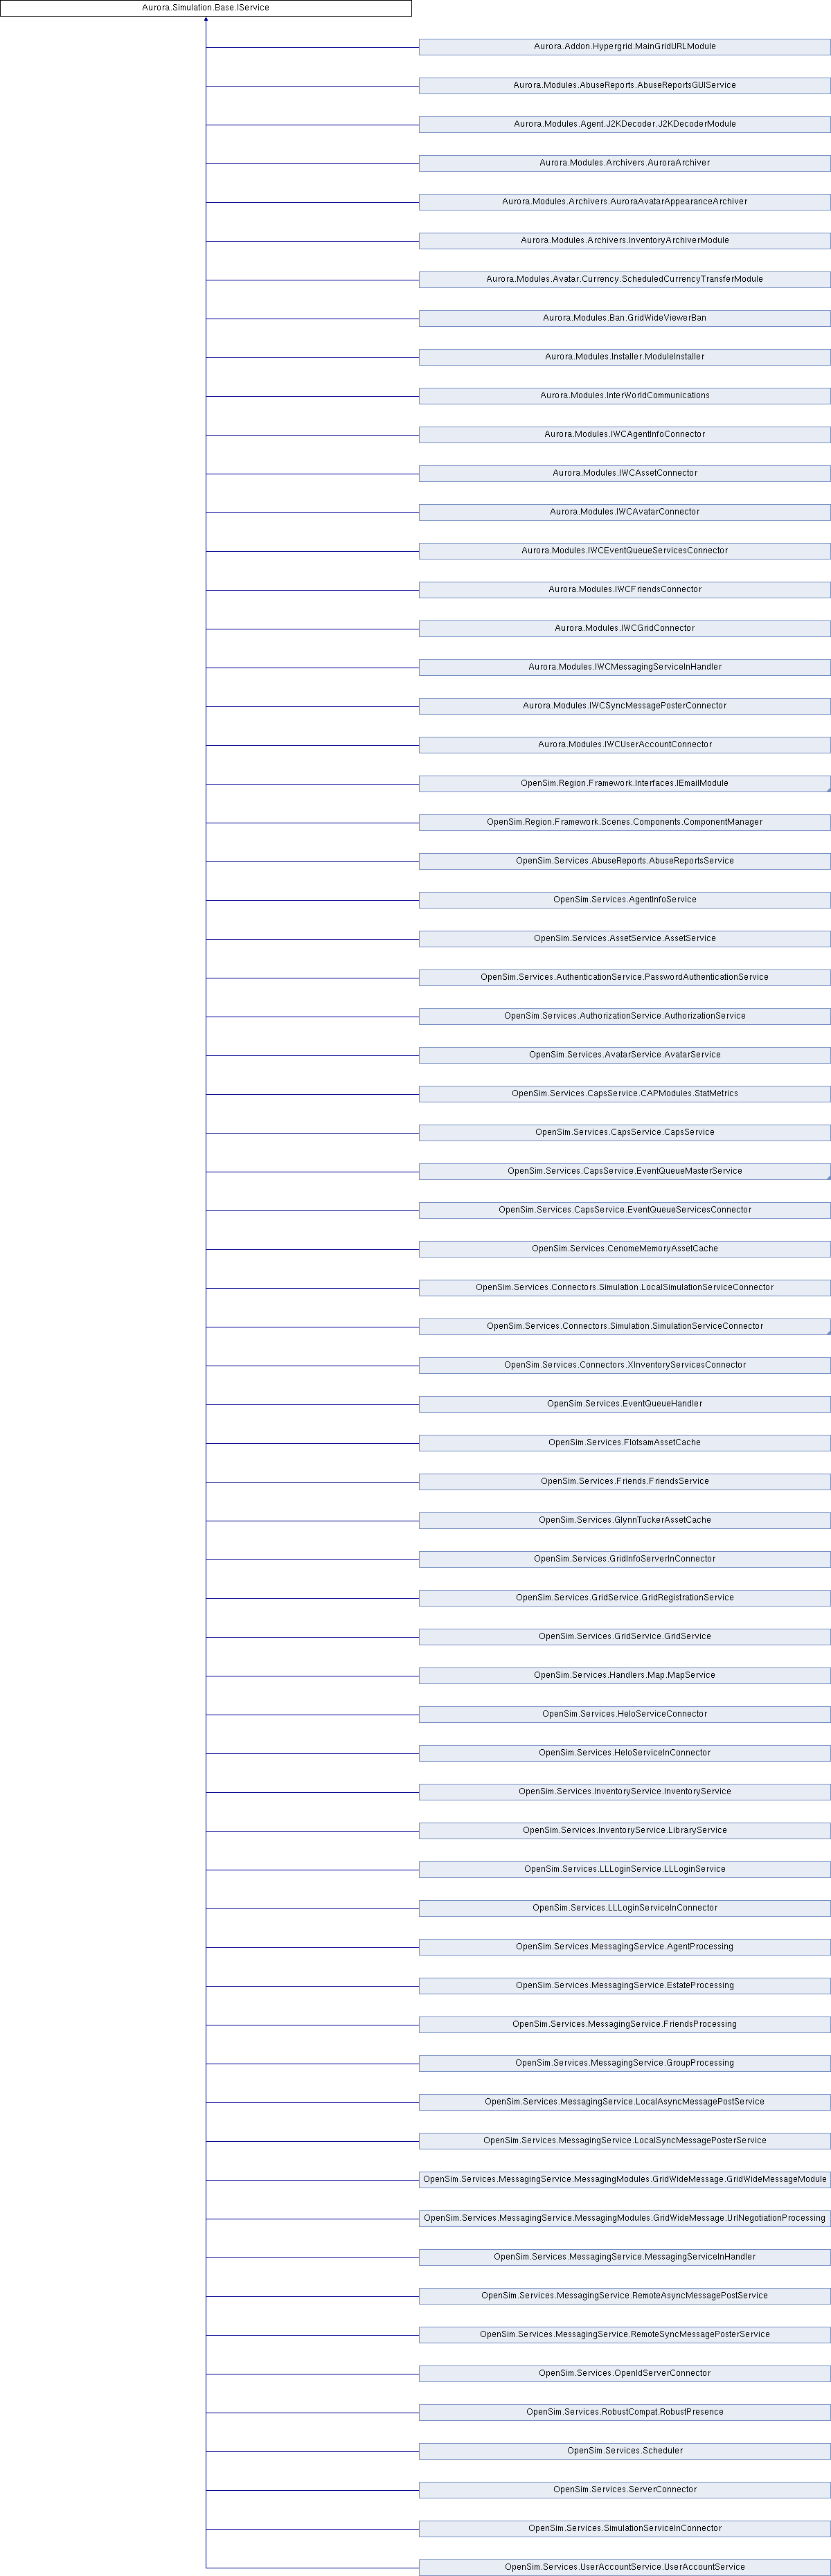 Aurora.Simulation.Base.IService
Aurora.Addon.Hypergrid.MainGridURLModule
Aurora.Modules.AbuseReports.AbuseReportsGUIService
Aurora.Modules.Agent.J2KDecoder.J2KDecoderModule
Aurora.Modules.Archivers.AuroraArchiver
Aurora.Modules.Archivers.AuroraAvatarAppearanceArchiver
Aurora.Modules.Archivers.InventoryArchiverModule
Aurora.Modules.Avatar.Currency.ScheduledCurrencyTransferModule
Aurora.Modules.Ban.GridWideViewerBan
Aurora.Modules.Installer.ModuleInstaller
Aurora.Modules.InterWorldCommunications
Aurora.Modules.IWCAgentInfoConnector
Aurora.Modules.IWCAssetConnector
Aurora.Modules.IWCAvatarConnector
Aurora.Modules.IWCEventQueueServicesConnector
Aurora.Modules.IWCFriendsConnector
Aurora.Modules.IWCGridConnector
Aurora.Modules.IWCMessagingServiceInHandler
Aurora.Modules.IWCSyncMessagePosterConnector
Aurora.Modules.IWCUserAccountConnector
OpenSim.Region.Framework.Interfaces.IEmailModule
OpenSim.Region.Framework.Scenes.Components.ComponentManager
OpenSim.Services.AbuseReports.AbuseReportsService
OpenSim.Services.AgentInfoService
OpenSim.Services.AssetService.AssetService
OpenSim.Services.AuthenticationService.PasswordAuthenticationService
OpenSim.Services.AuthorizationService.AuthorizationService
OpenSim.Services.AvatarService.AvatarService
OpenSim.Services.CapsService.CAPModules.StatMetrics
OpenSim.Services.CapsService.CapsService
OpenSim.Services.CapsService.EventQueueMasterService
OpenSim.Services.CapsService.EventQueueServicesConnector
OpenSim.Services.CenomeMemoryAssetCache
OpenSim.Services.Connectors.Simulation.LocalSimulationServiceConnector
OpenSim.Services.Connectors.Simulation.SimulationServiceConnector
OpenSim.Services.Connectors.XInventoryServicesConnector
OpenSim.Services.EventQueueHandler
OpenSim.Services.FlotsamAssetCache
OpenSim.Services.Friends.FriendsService
OpenSim.Services.GlynnTuckerAssetCache
OpenSim.Services.GridInfoServerInConnector
OpenSim.Services.GridService.GridRegistrationService
OpenSim.Services.GridService.GridService
OpenSim.Services.Handlers.Map.MapService
OpenSim.Services.HeloServiceConnector
OpenSim.Services.HeloServiceInConnector
OpenSim.Services.InventoryService.InventoryService
OpenSim.Services.InventoryService.LibraryService
OpenSim.Services.LLLoginService.LLLoginService
OpenSim.Services.LLLoginServiceInConnector
OpenSim.Services.MessagingService.AgentProcessing
OpenSim.Services.MessagingService.EstateProcessing
OpenSim.Services.MessagingService.FriendsProcessing
OpenSim.Services.MessagingService.GroupProcessing
OpenSim.Services.MessagingService.LocalAsyncMessagePostService
OpenSim.Services.MessagingService.LocalSyncMessagePosterService
OpenSim.Services.MessagingService.MessagingModules.GridWideMessage.GridWideMessageModule
OpenSim.Services.MessagingService.MessagingModules.GridWideMessage.UrlNegotiationProcessing
OpenSim.Services.MessagingService.MessagingServiceInHandler
OpenSim.Services.MessagingService.RemoteAsyncMessagePostService
OpenSim.Services.MessagingService.RemoteSyncMessagePosterService
OpenSim.Services.OpenIdServerConnector
OpenSim.Services.RobustCompat.RobustPresence
OpenSim.Services.Scheduler
OpenSim.Services.ServerConnector
OpenSim.Services.SimulationServiceInConnector
OpenSim.Services.UserAccountService.UserAccountService